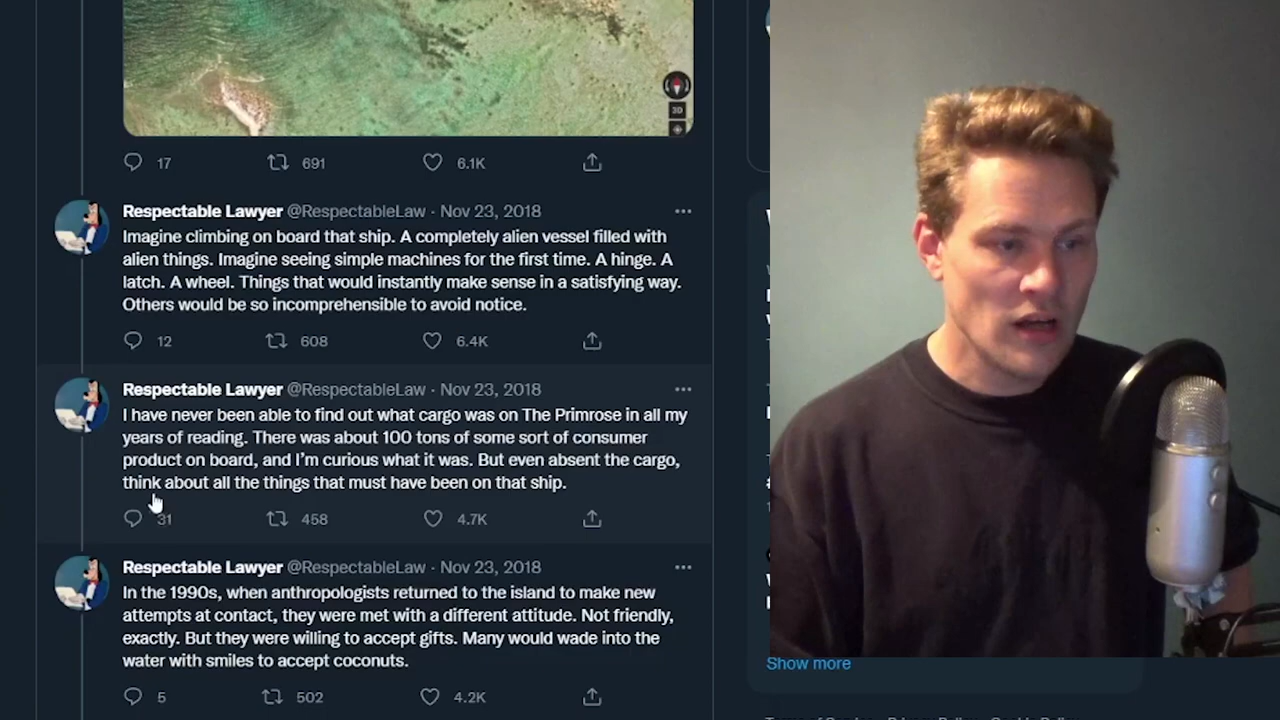 3D
17 691 6.1K
Respectable Lawyer @RespectableLaw · Nov 23, 2018
Imagine climbing on board that ship. A completely alien vessel filled with
alien things. Imagine seeing simple machines for the first time. A hinge. A
latch. A wheel. Things that would instantly make sense in a satisfying way.
Others would be so incomprehensible to avoid notice.
12 608 6.4K
Respectable Lawyer @RespectableLaw · Nov 23, 2018
I have never been able to find out what cargo was on The Primrose in all my
years of reading. There was about 100 tons of some sort of consumer
product on board, and I'm curious what it was. But even absent the cargo,
think about all the things that must have been on that ship.
31 458 4.7K
Respectable Lawyer @RespectableLaw · Nov 23, 2018
In the 1990s, when anthropologists returned to the island to make new
attempts at contact, they were met with a different attitude. Not friendly,
exactly. But they were willing to accept gifts. Many would wade into the
water with smiles to accept coconuts.
5 502 4.2K
Show more